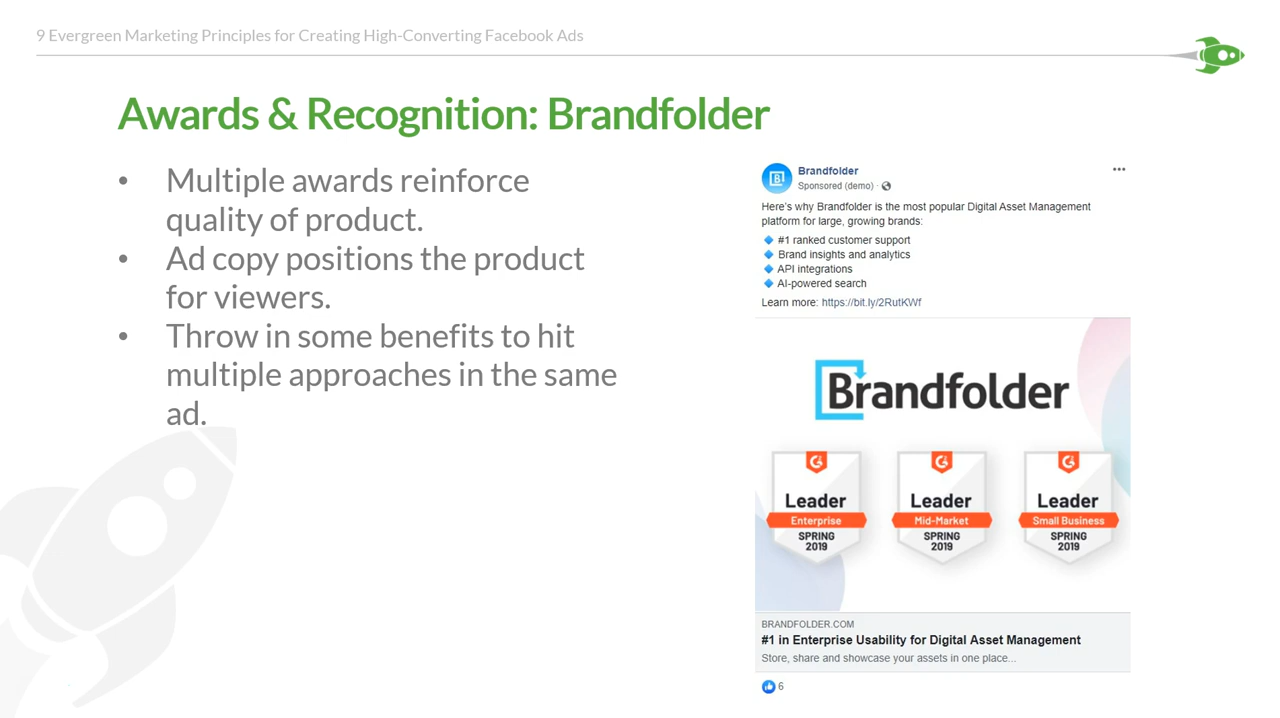 9 Evergreen Marketing Principles for Creating High-Converting Facebook Ads
Awards & Recognition: Brandfolder
• Multiple awards reinforce
quality of product.
• Ad copy positions the product
for viewers.
• Throw in some benefits to hit
multiple approaches in the same
ad.
Brandfolder
Sponsored (demo) ·
Here's why Brandfolder is the most popular Digital Asset Management
platform for large, growing brands:
🔷 #1 ranked customer support
🔷 Brand insights and analytics
🔷 API integrations
🔷 AI-powered search
Learn more: https://bit.ly/2RutKWf
Brandfolder
Leader
Enterprise
SPRING
2019
Leader
Mid-Market
SPRING
2019
Leader
Small Business
SPRING
2019
BRANDFOLDER.COM
#1 in Enterprise Usability for Digital Asset Management
Store, share and showcase your assets in one place...
6